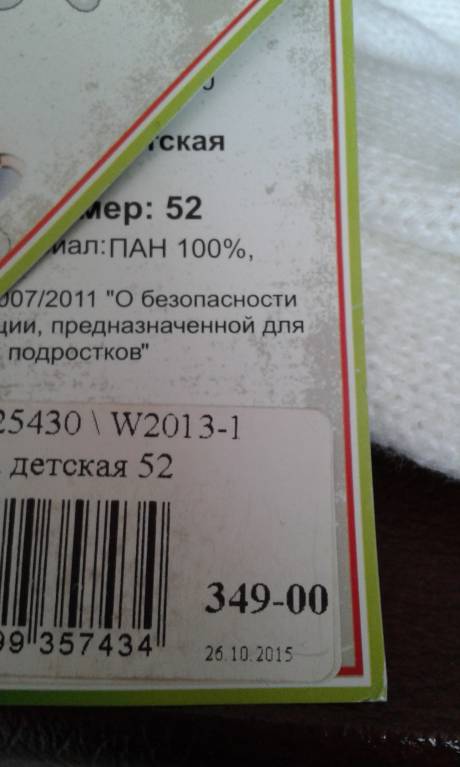 тская
мер: 52
иал: ПАН 100%,
007/2011 "О безопасности
ции, предназначенной для
подростков"
25430 \ W2013-1
детская 52
349-00
99 357434
26.10.2015